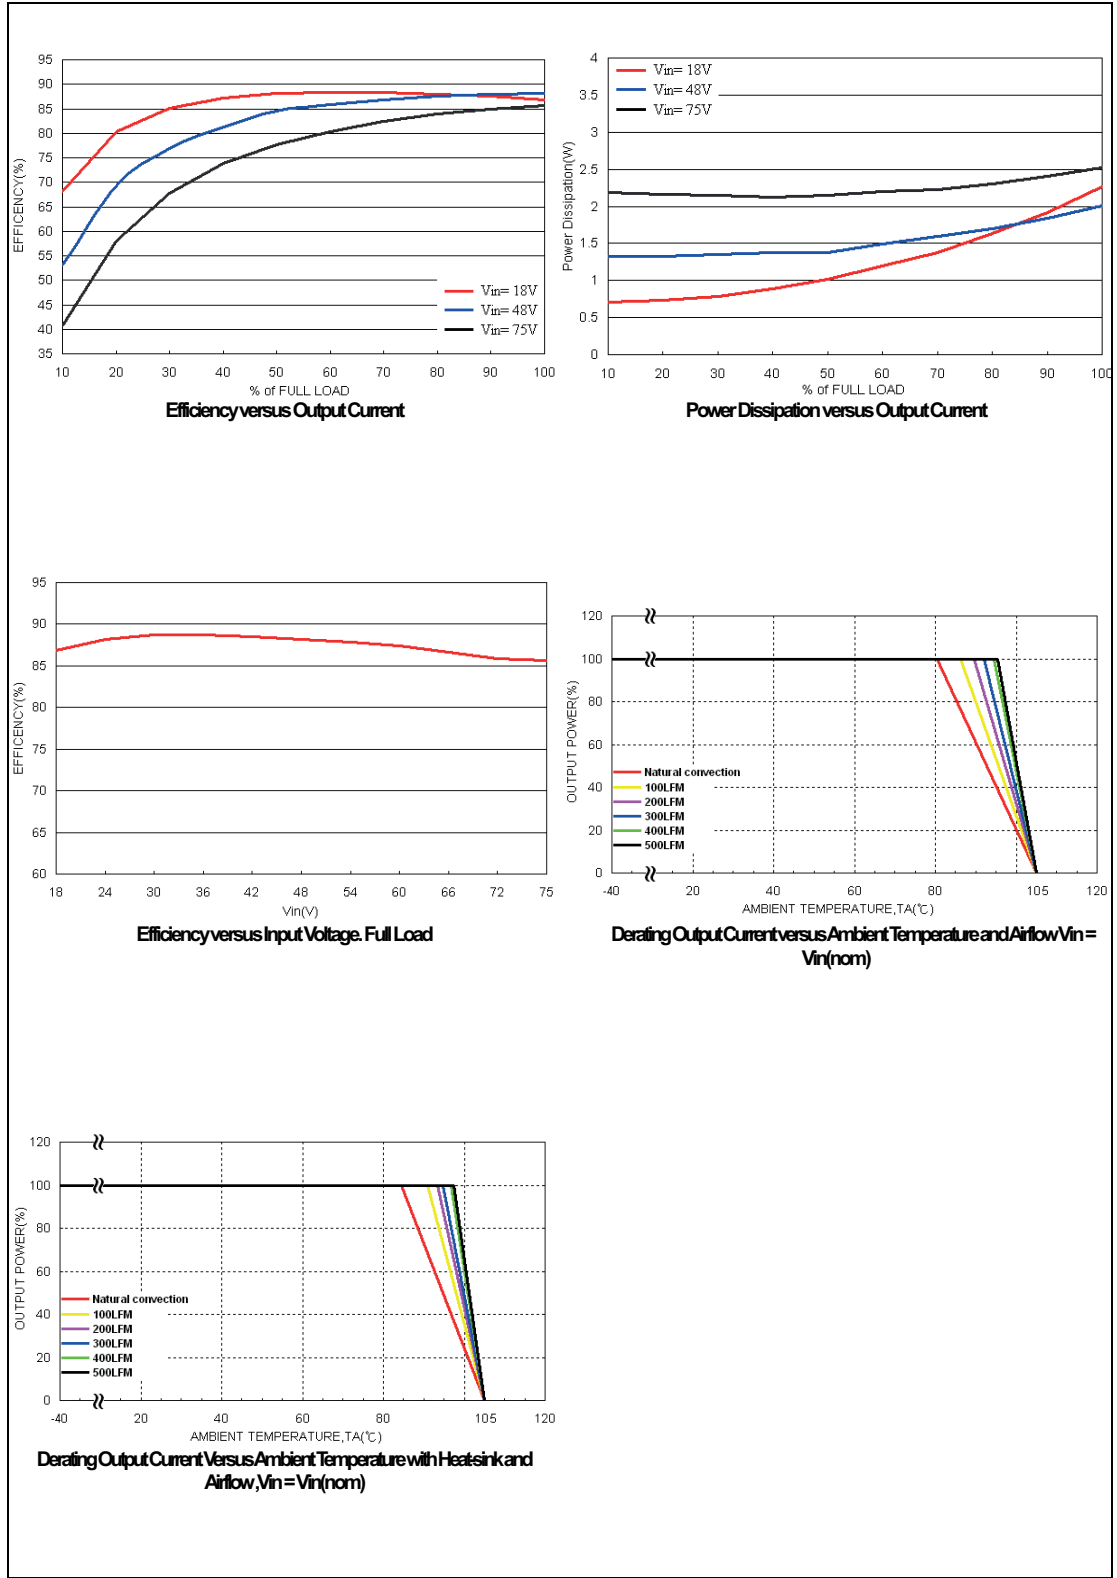 95
90
85
80
75
70
65
60
55
50
45
40
35
EFFICENCY(%)
Vin= 18V
Vin= 48V
Vin= 75V
10 20 30 40 50 60 70 80 90 100
% of FULL LOAD
Efficiency versus Output Current
4
3.5
3
2.5
2
1.5
1
0.5
0
Power Dissipation(W)
Vin= 18V
Vin= 48V
Vin= 75V
10 20 30 40 50 60 70 80 90 100
% of FULL LOAD
Power Dissipation versus Output Current
95
90
85
80
75
70
65
60
EFFICENCY(%)
18 24 30 36 42 48 54 60 66 72 75
Vin(V)
Efficiency versus Input Voltage. Full Load
120
100
80
60
40
20
0
OUTPUT POWER(%)
Natural convection
100LFM
200LFM
300LFM
400LFM
500LFM
-40 20 40 60 80 105 120
AMBIENT TEMPERATURE,TA(℃)
Derating Output Current versus Ambient Temperature and Airflow Vin =
Vin(nom)
120
100
80
60
40
20
0
OUTPUT POWER(%)
Natural convection
100LFM
200LFM
300LFM
400LFM
500LFM
-40 20 40 60 80 105 120
AMBIENT TEMPERATURE,TA(℃)
Derating Output Current Versus Ambient Temperature with Heat-sink and
Airflow ,Vin = Vin(nom)